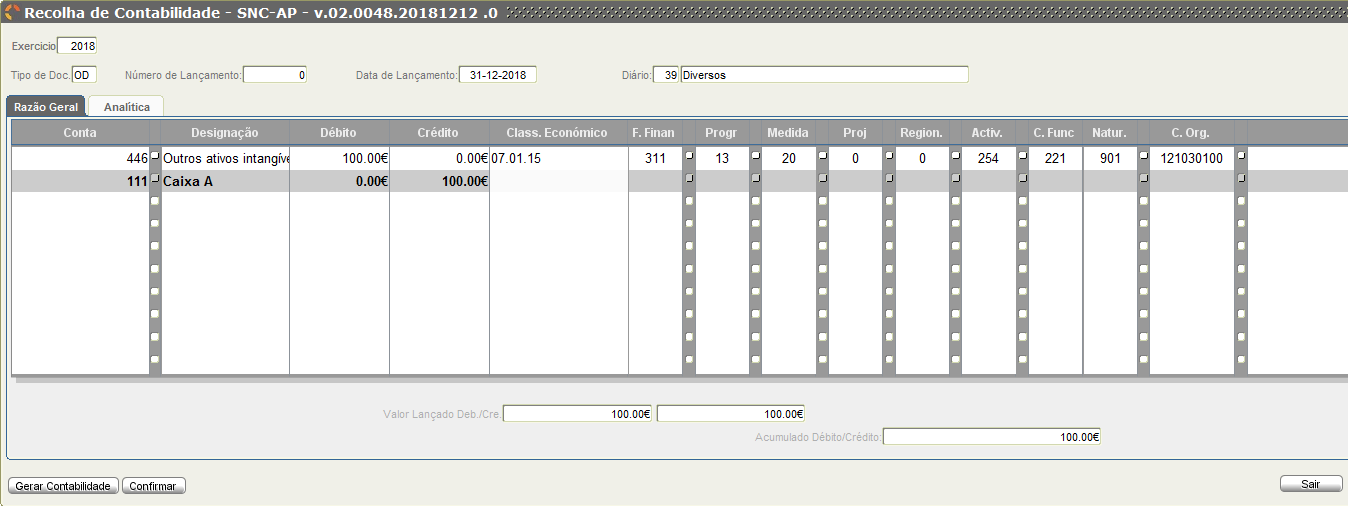 Recolha de Contabilidade - SNC-AP - v.02.0048.20181212 .0
Exercicio 2018
Tipo de Doc. OD Número de Lançamento: 0 Data de Lançamento: 31-12-2018 Diário: 39 Diversos
Razão Geral Analítica
Conta Designação Débito Crédito Class. Económico F. Finan Progr Medida Proj Region. Activ. C. Func Natur. C. Org.
446 Outros ativos intangíve 100.00€ 0.00€ 07.01.15 311 13 20 0 0 254 221 901 121030100
111 Caixa A 0.00€ 100.00€
Valor Lançado Deb./Cre. 100.00€ 100.00€
Acumulado Débito/Crédito: 100.00€
Gerar Contabilidade Confirmar Sair